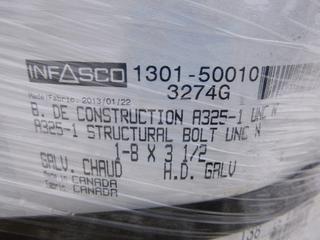 INFASCO 1301-50010
3274G
Made/Fabric: 2013/01/22
B. DE CONSTRUCTION A325-1 UNC N
A325-1 STRUCTURAL BOLT UNC N
1-8 X 3 1/2
GALV. CHAUD H.D. GALV
CANADA
CANADA